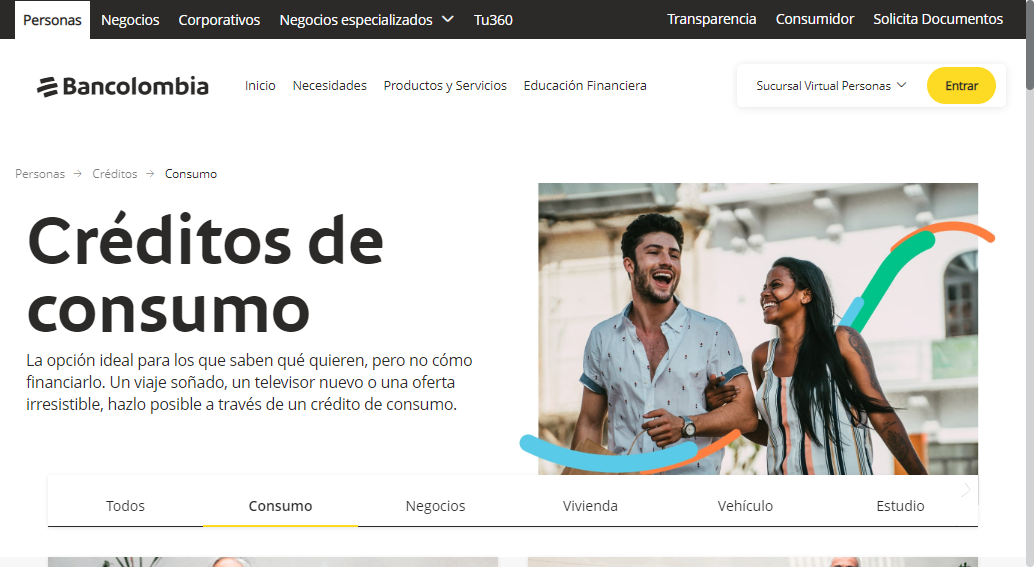 Personas Negocios Corporativos Negocios especializados Tu360 Transparencia Consumidor Solicita Documentos
Bancolombia Inicio Necesidades Productos y Servicios Educación Financiera Sucursal Virtual Personas Entrar
Personas → Créditos → Consumo
Créditos de
consumo
La opción ideal para los que saben qué quieren, pero no cómo
financiarlo. Un viaje soñado, un televisor nuevo o una oferta
irresistible, hazlo posible a través de un crédito de consumo.
Todos Consumo Negocios Vivienda Vehículo Estudio